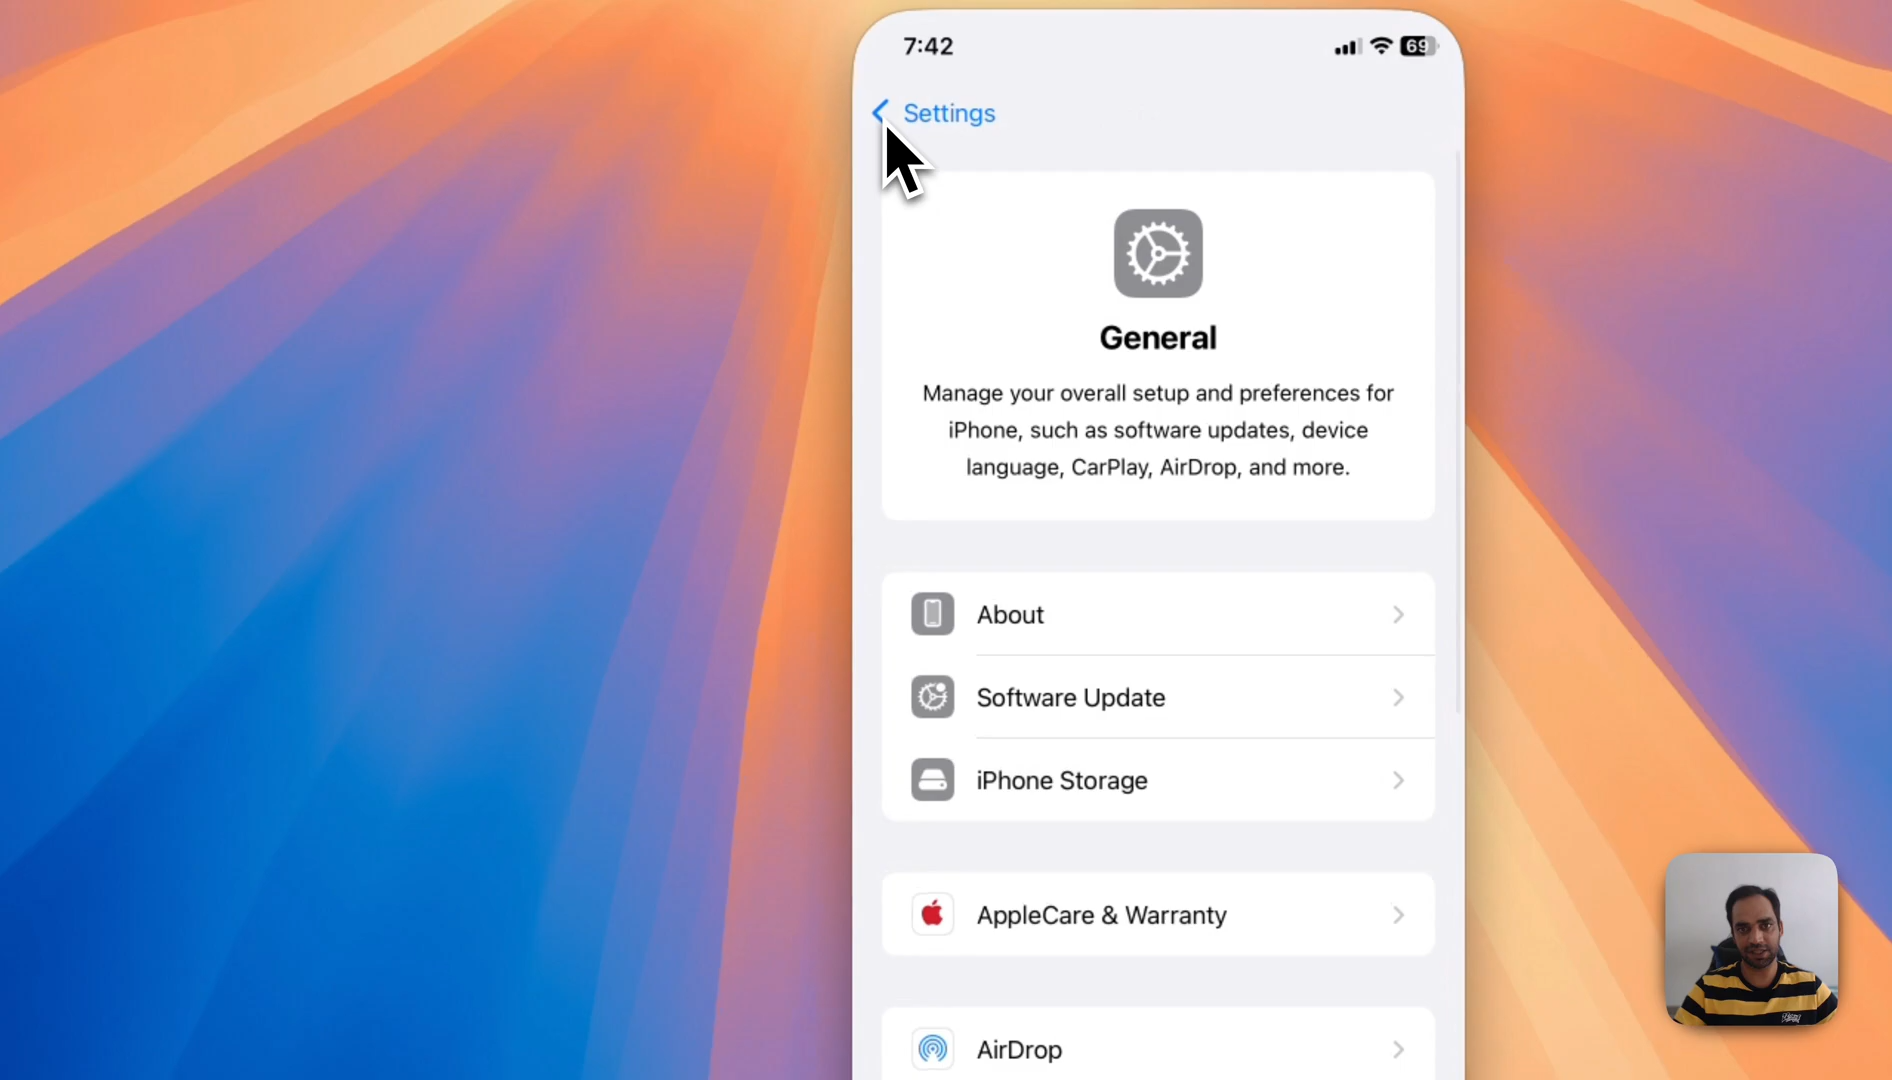 7:42
69
Settings
General
Manage your overall setup and preferences for
iPhone, such as software updates, device
language, CarPlay, AirDrop, and more.
About
Software Update
iPhone Storage
AppleCare & Warranty
AirDrop